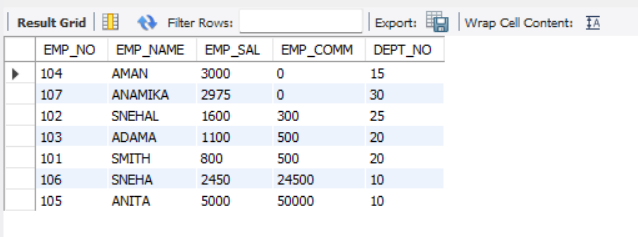 Result Grid Filter Rows: Export: Wrap Cell Content: IA
EMP_NO EMP_NAME EMP_SAL EMP_COMM DEPT_NO
104 AMAN 3000 0 15
107 ANAMIKA 2975 0 30
102 SNEHAL 1600 300 25
103 ADAMA 1100 500 20
101 SMITH 800 500 20
106 SNEHA 2450 24500 10
105 ANITA 5000 50000 10